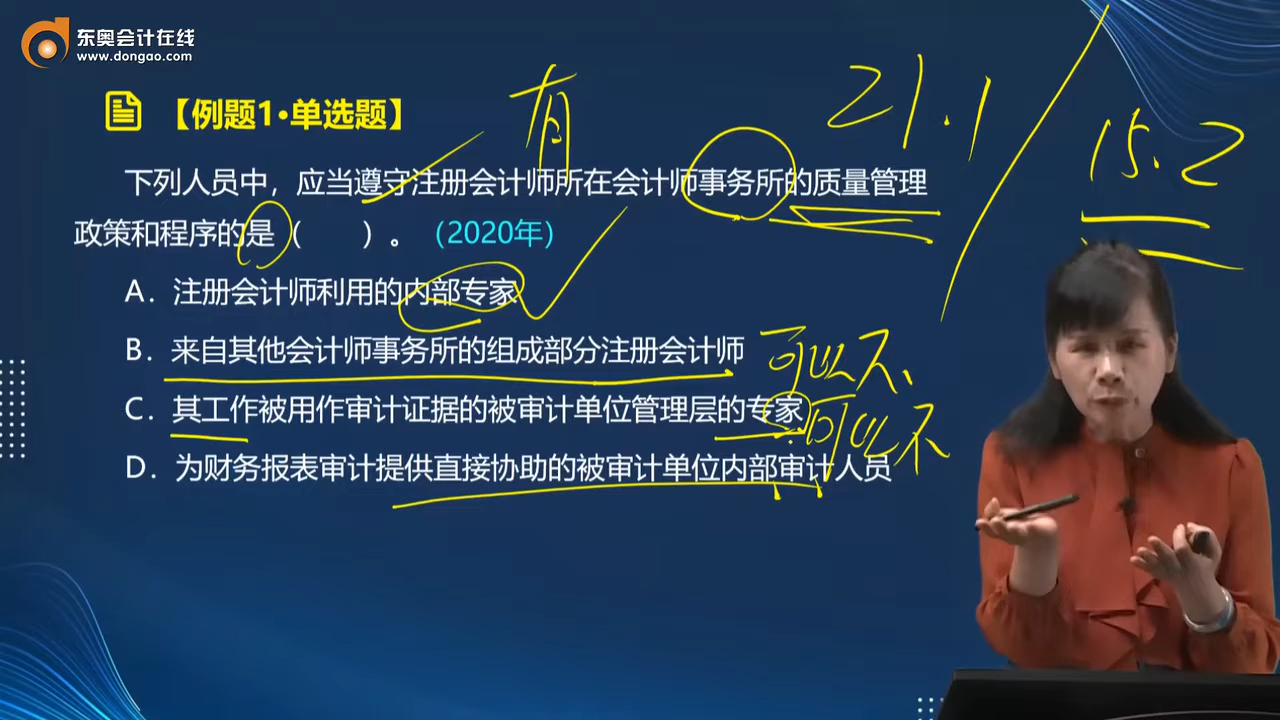 东奥会计在线
www.dongao.com
【例题1·单选题】
有
21.1
15.2
下列人员中，应当遵守注册会计师所在会计师事务所的质量管理
政策和程序的是（　　）。（2020年）
A．注册会计师利用的内部专家
B．来自其他会计师事务所的组成部分注册会计师
可以不、
C．其工作被用作审计证据的被审计单位管理层的专家
可以不
D．为财务报表审计提供直接协助的被审计单位内部审计人员